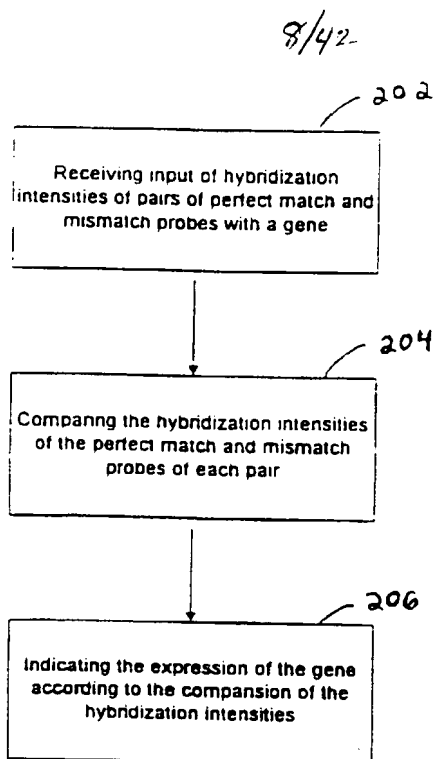 8/42
202
Receiving input of hybridization
intensities of pairs of perfect match and
mismatch probes with a gene
204
Comparing the hybridization intensities
of the perfect match and mismatch
probes of each pair
206
Indicating the expression of the gene
according to the comparison of the
hybridization intensities